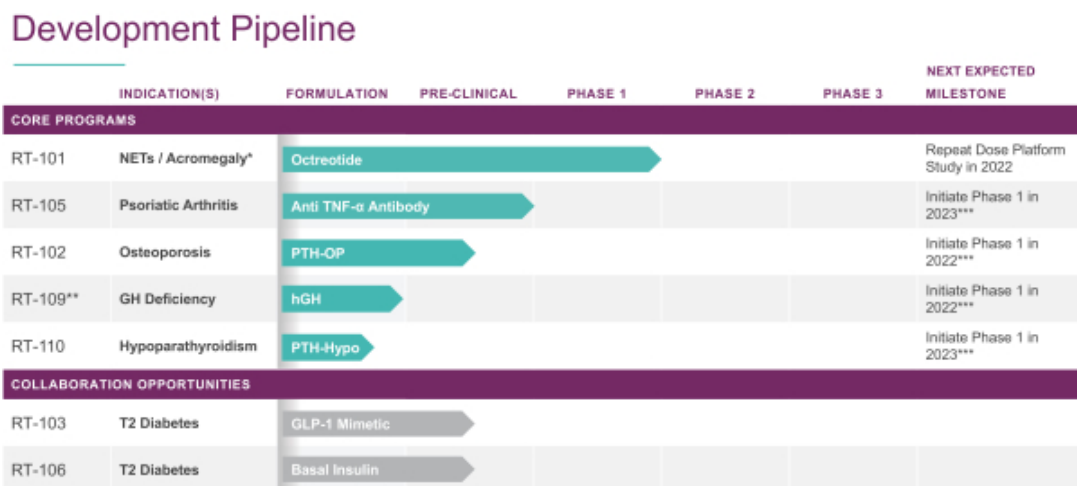 Development Pipeline
NEXT EXPECTED
INDICATION(S) FORMULATION PRE-CLINICAL PHASE 1 PHASE 2 PHASE 3 MILESTONE
CORE PROGRAMS
RT-101 NETs / Acromegaly* Octreotide Repeat Dose Platform
Study in 2022
RT-105 Psoriatic Arthritis Anti TNF-α Antibody Initiate Phase 1 in
2023***
RT-102 Osteoporosis PTH-OP Initiate Phase 1 in
2022***
RT-109** GH Deficiency hGH Initiate Phase 1 in
2022***
RT-110 Hypoparathyroidism PTH-Hypo Initiate Phase 1 in
2023***
COLLABORATION OPPORTUNITIES
RT-103 T2 Diabetes GLP-1 Mimetic
RT-106 T2 Diabetes Basal Insulin